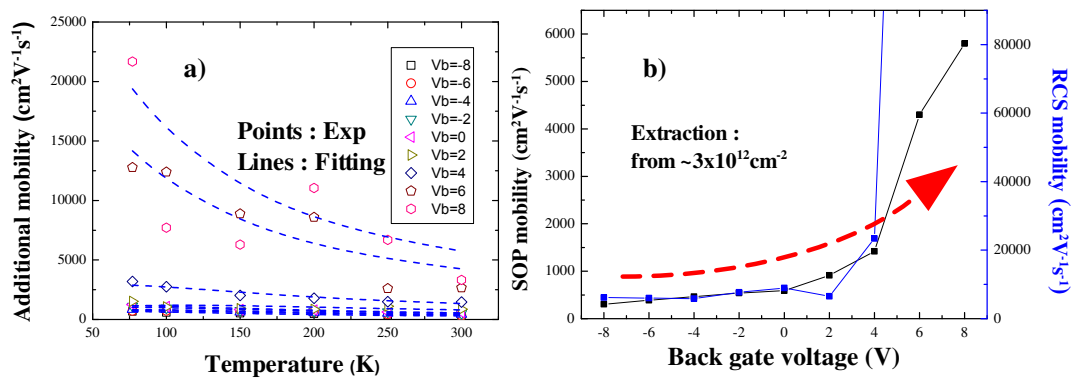 25000
20000
15000
10000
5000
0
Additional mobility (cm²V⁻¹s⁻¹)
a)
Points : Exp
Lines : Fitting
Vb=-8
Vb=-6
Vb=-4
Vb=-2
Vb=0
Vb=2
Vb=4
Vb=6
Vb=8
50 100 150 200 250 300
Temperature (K)
6000
5000
4000
3000
2000
1000
0
SOP mobility (cm²V⁻¹s⁻¹)
b)
Extraction :
from ~3x10¹²cm⁻²
-8 -6 -4 -2 0 2 4 6 8
Back gate voltage (V)
80000
60000
40000
20000
0
RCS mobility (cm²V⁻¹s⁻¹)